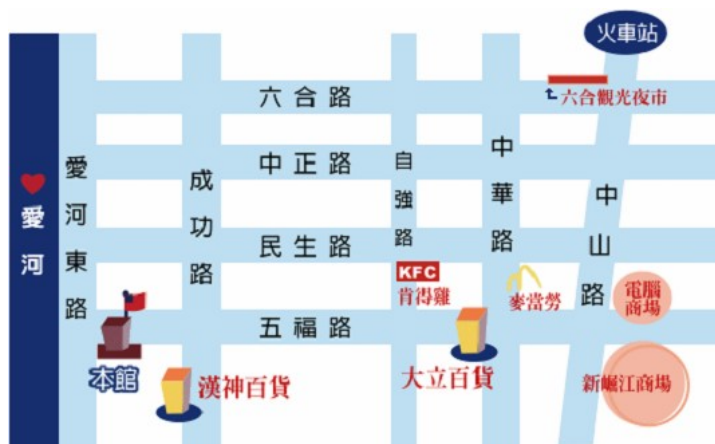 火車站
六合路
六合觀光夜市
中正路
自強路
中華路
愛河東路
成功路
中山路
愛河
民生路
KFC
肯得雞
麥當勞
電腦
商場
五福路
本館
漢神百貨
大立百貨
新崛江商場